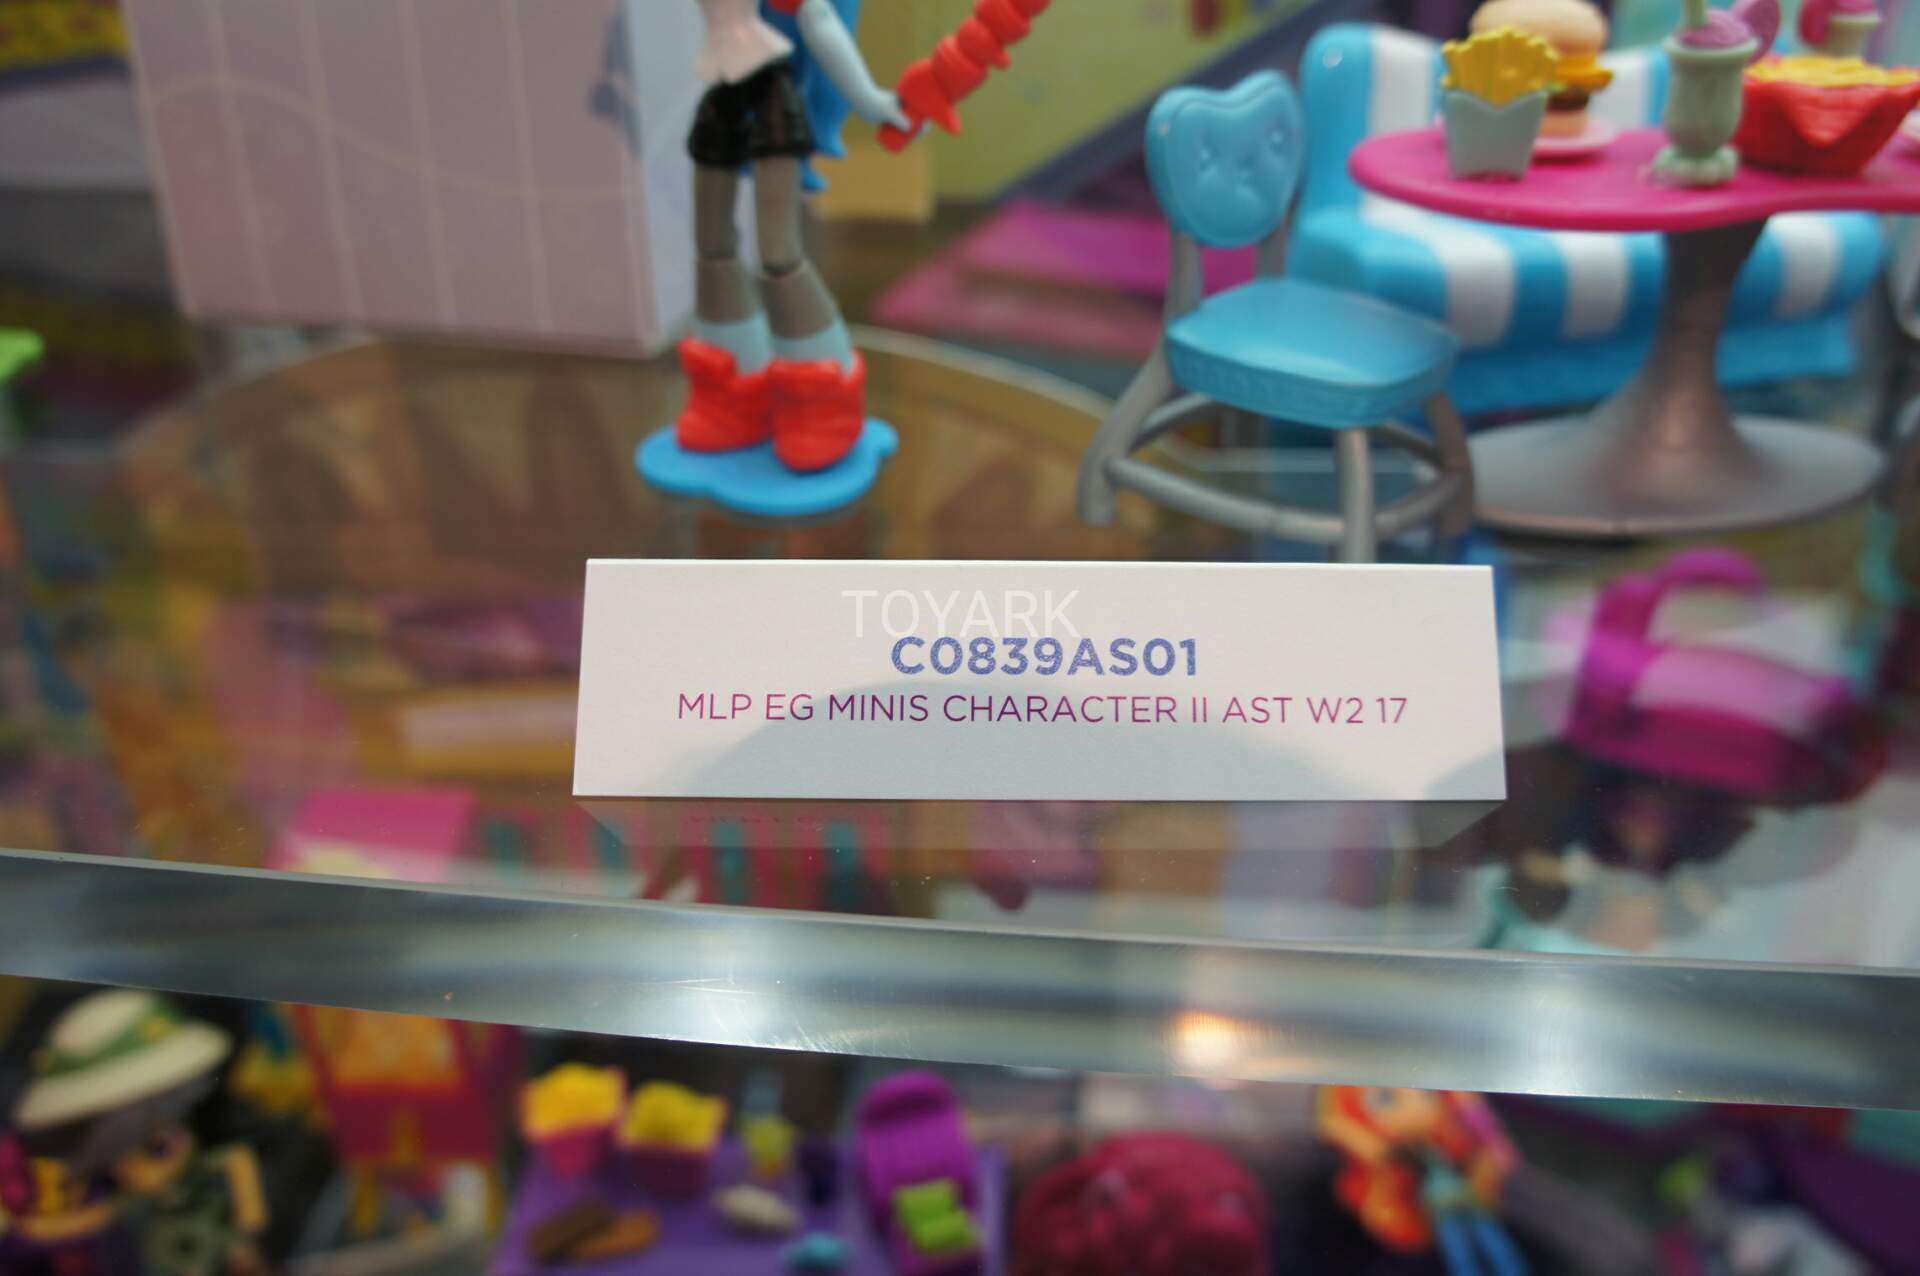 TOYARK
C0839AS01
MLP EG MINIS CHARACTER II AST W2 17